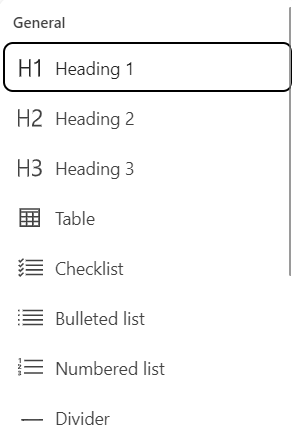 General
H1 Heading 1
H2 Heading 2
H3 Heading 3
Table
Checklist
Bulleted list
Numbered list
Divider